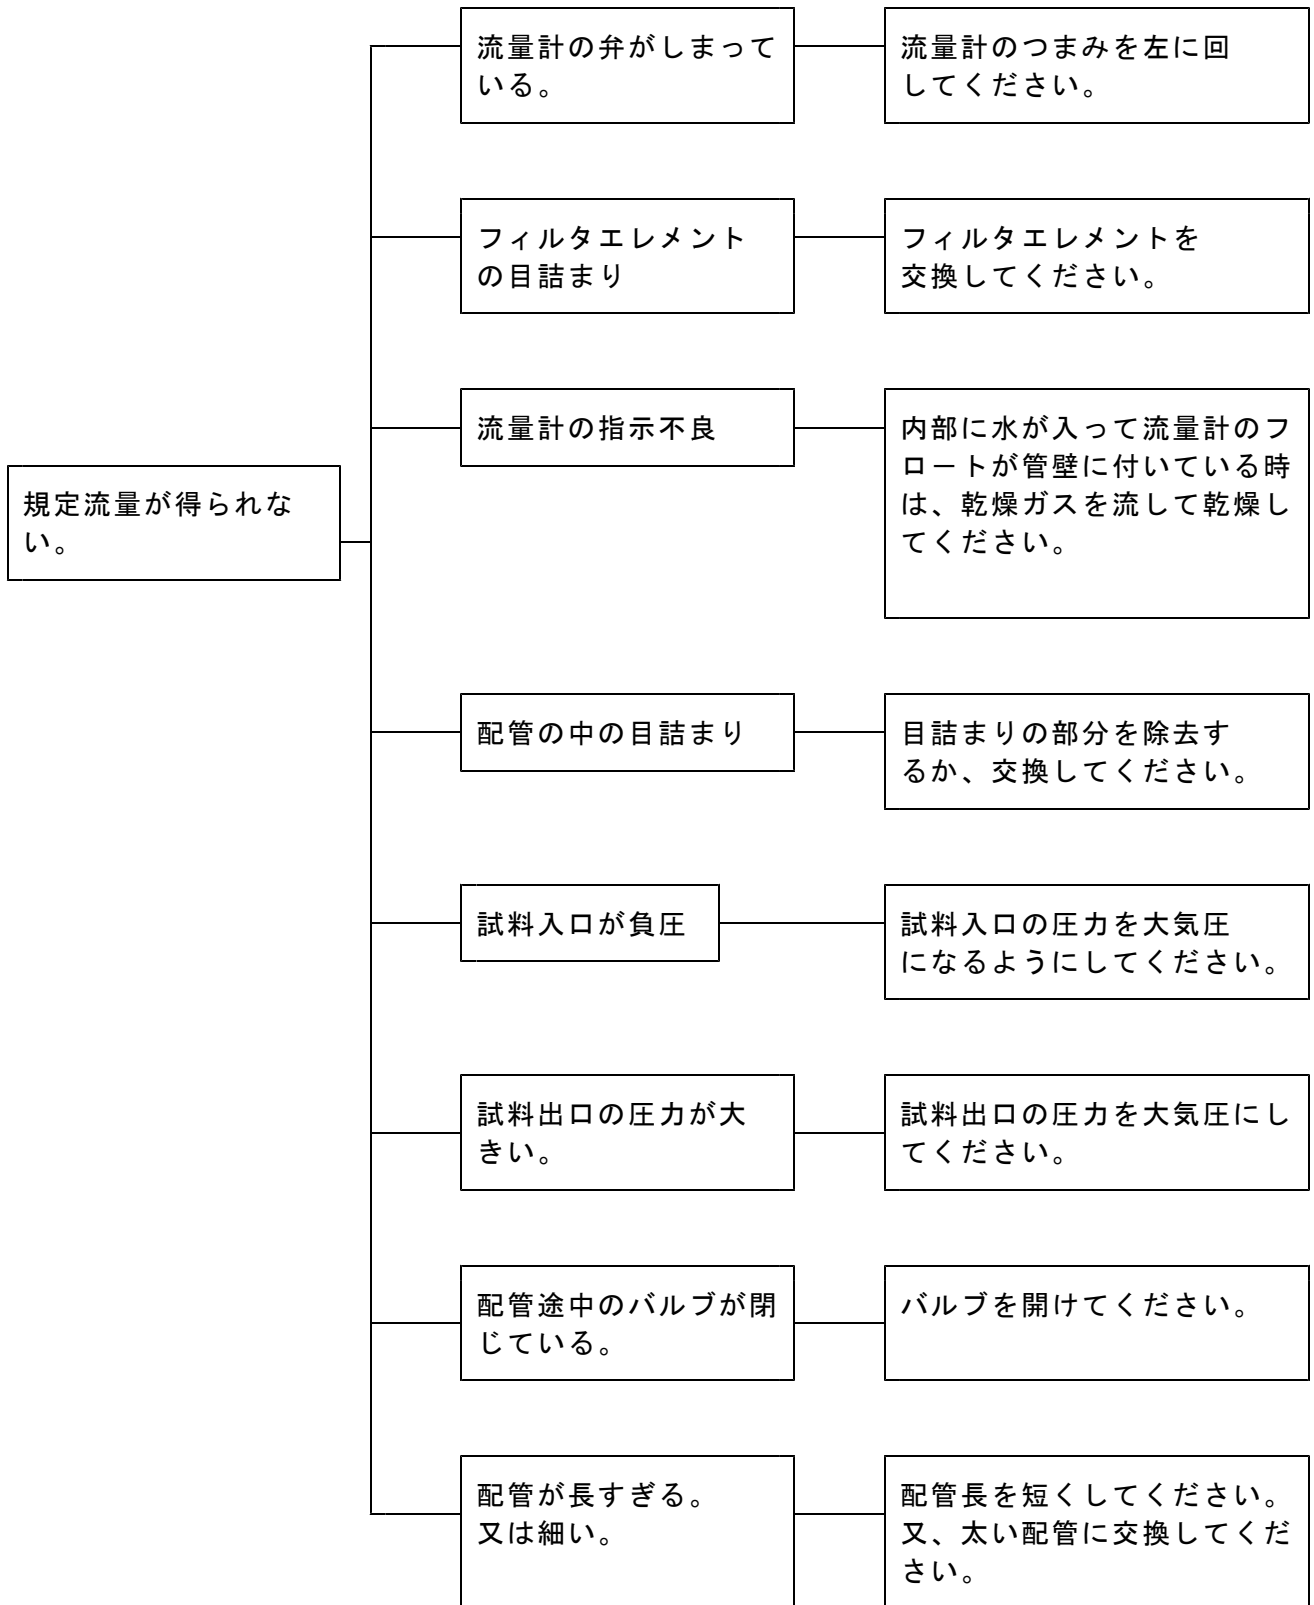 流量計の弁がしまって
いる。
流量計のつまみを左に回
してください。
フィルタエレメント
の目詰まり
フィルタエレメントを
交換してください。
流量計の指示不良
内部に水が入って流量計のフ
ロートが管壁に付いている時
は、乾燥ガスを流して乾燥し
てください。
規定流量が得られな
い。
配管の中の目詰まり
目詰まりの部分を除去す
るか、交換してください。
試料入口が負圧
試料入口の圧力を大気圧
になるようにしてください。
試料出口の圧力が大
きい。
試料出口の圧力を大気圧にし
てください。
配管途中のバルブが閉
じている。
バルブを開けてください。
配管が長すぎる。
又は細い。
配管長を短くしてください。
又、太い配管に交換してくだ
さい。